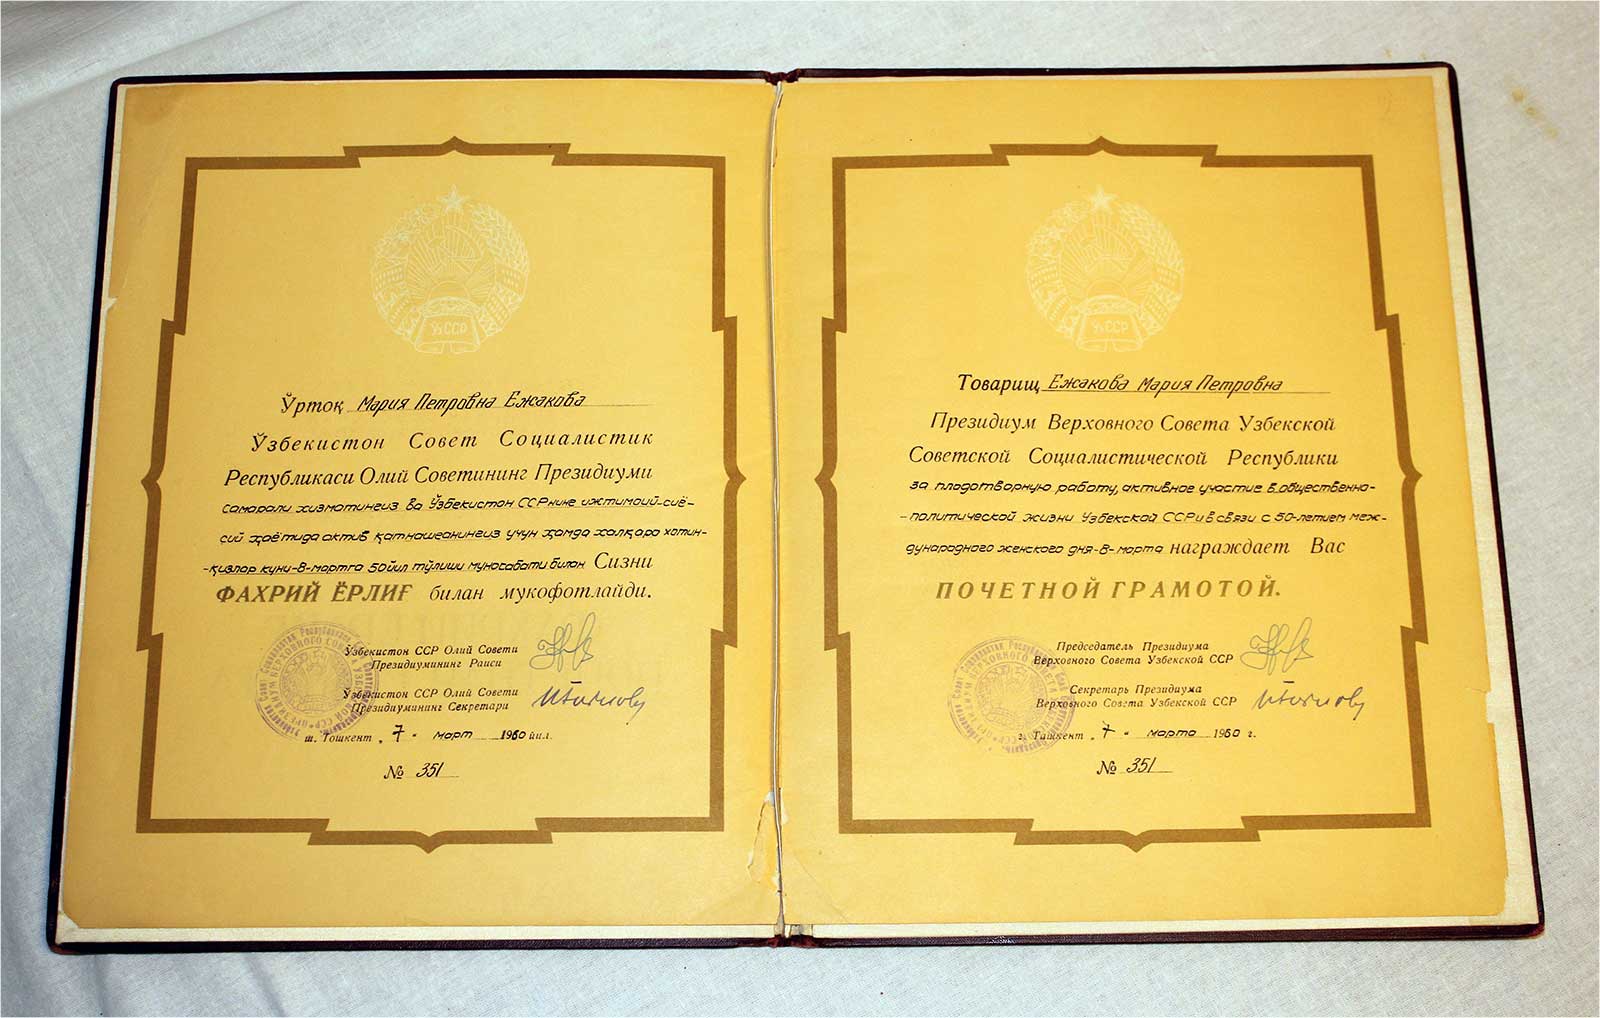 УзССР
Ўртоқ Мария Петровна Ежакова
Ўзбекистон Совет Социалистик
Республикаси Олий Советининг Президиуми
самарали хизматингиз ва Ўзбекистон ССРнинг ижтимоий-сиё-
сий ҳаётида актив қатнашганингиз учун ҳамда халқаро хотин-
-қизлар куни-8-мартга 50 йил тўлиши муносабати билан Сизни
ФАХРИЙ ЁРЛИҒ билан мукофотлайди.
Ўзбекистон ССР Олий Совети
Президиумининг Раиси
Ўзбекистон ССР Олий Совети
Президиумининг Секретари
ш. Тошкент „7" март 1960 йил.
№ 351
УзССР
Товарищ Ежакова Мария Петровна
Президиум Верховного Совета Узбекской
Советской Социалистической Республики
за плодотворную работу, активное участие в общественно-
-политической жизни Узбекской ССР и в связи с 50-летием меж-
дународного женского дня-8-марта награждает Вас
ПОЧЕТНОЙ ГРАМОТОЙ.
Председатель Президиума
Верховного Совета Узбекской ССР
Секретарь Президиума
Верховного Совета Узбекской ССР
г. Ташкент „7" марта 1960 г.
№ 351